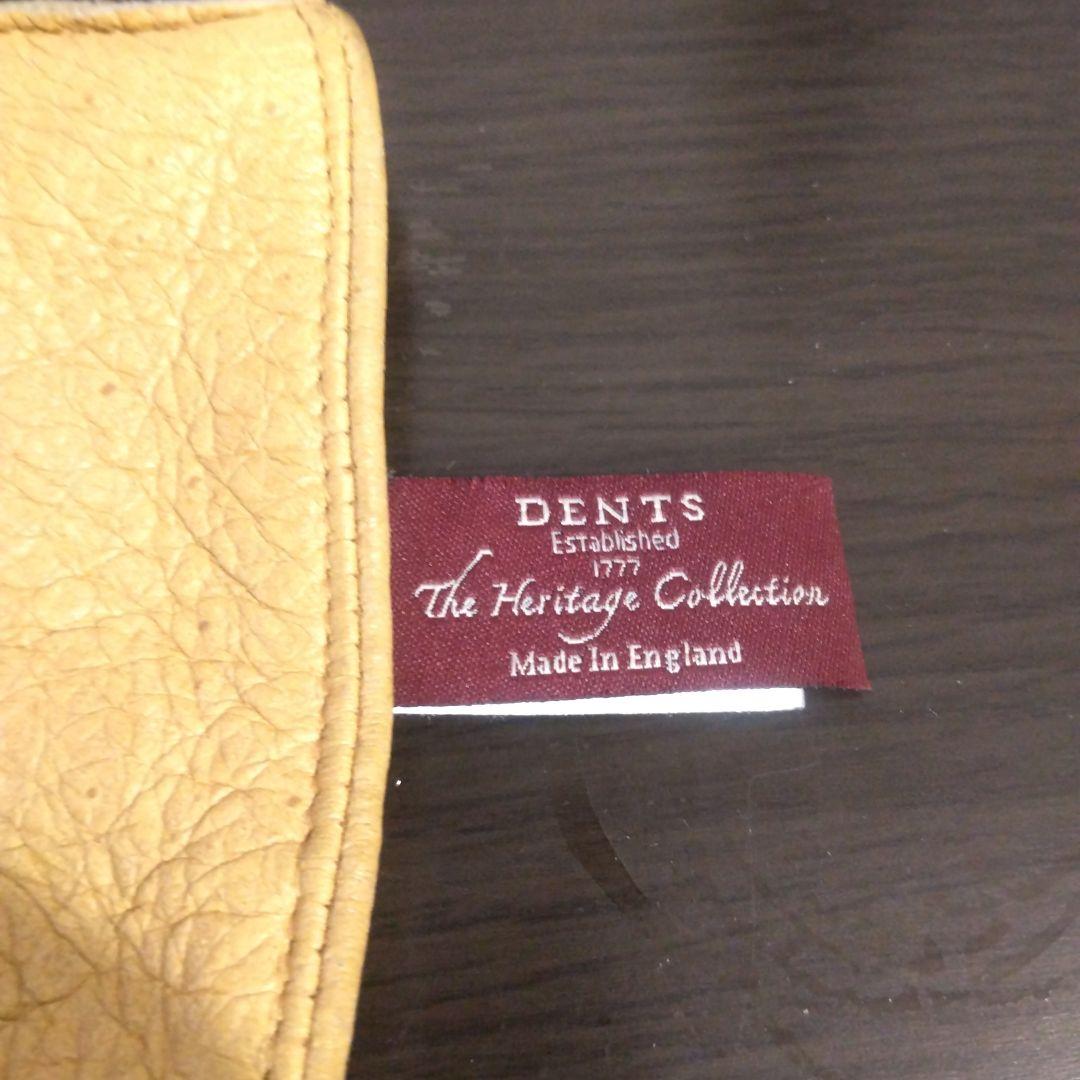 DENTS
Established
1777
The Heritage Collection
Made In England